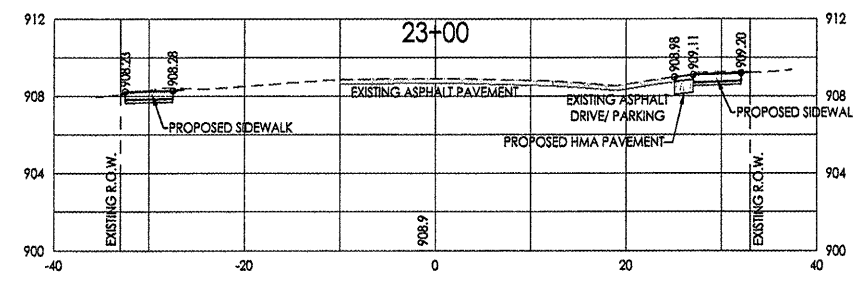 23+00
912
912
908.23
908.28
908.98
909.11
909.20
908
908
EXISTING ASPHALT PAVEMENT
EXISTING ASPHALT
DRIVE/ PARKING
PROPOSED SIDEWALK
PROPOSED SIDEWAL
PROPOSED HMA PAVEMENT
904
904
EXISTING R.O.W.
908.9
EXISTING R.O.W.
900
900
-40
-20
0
20
40